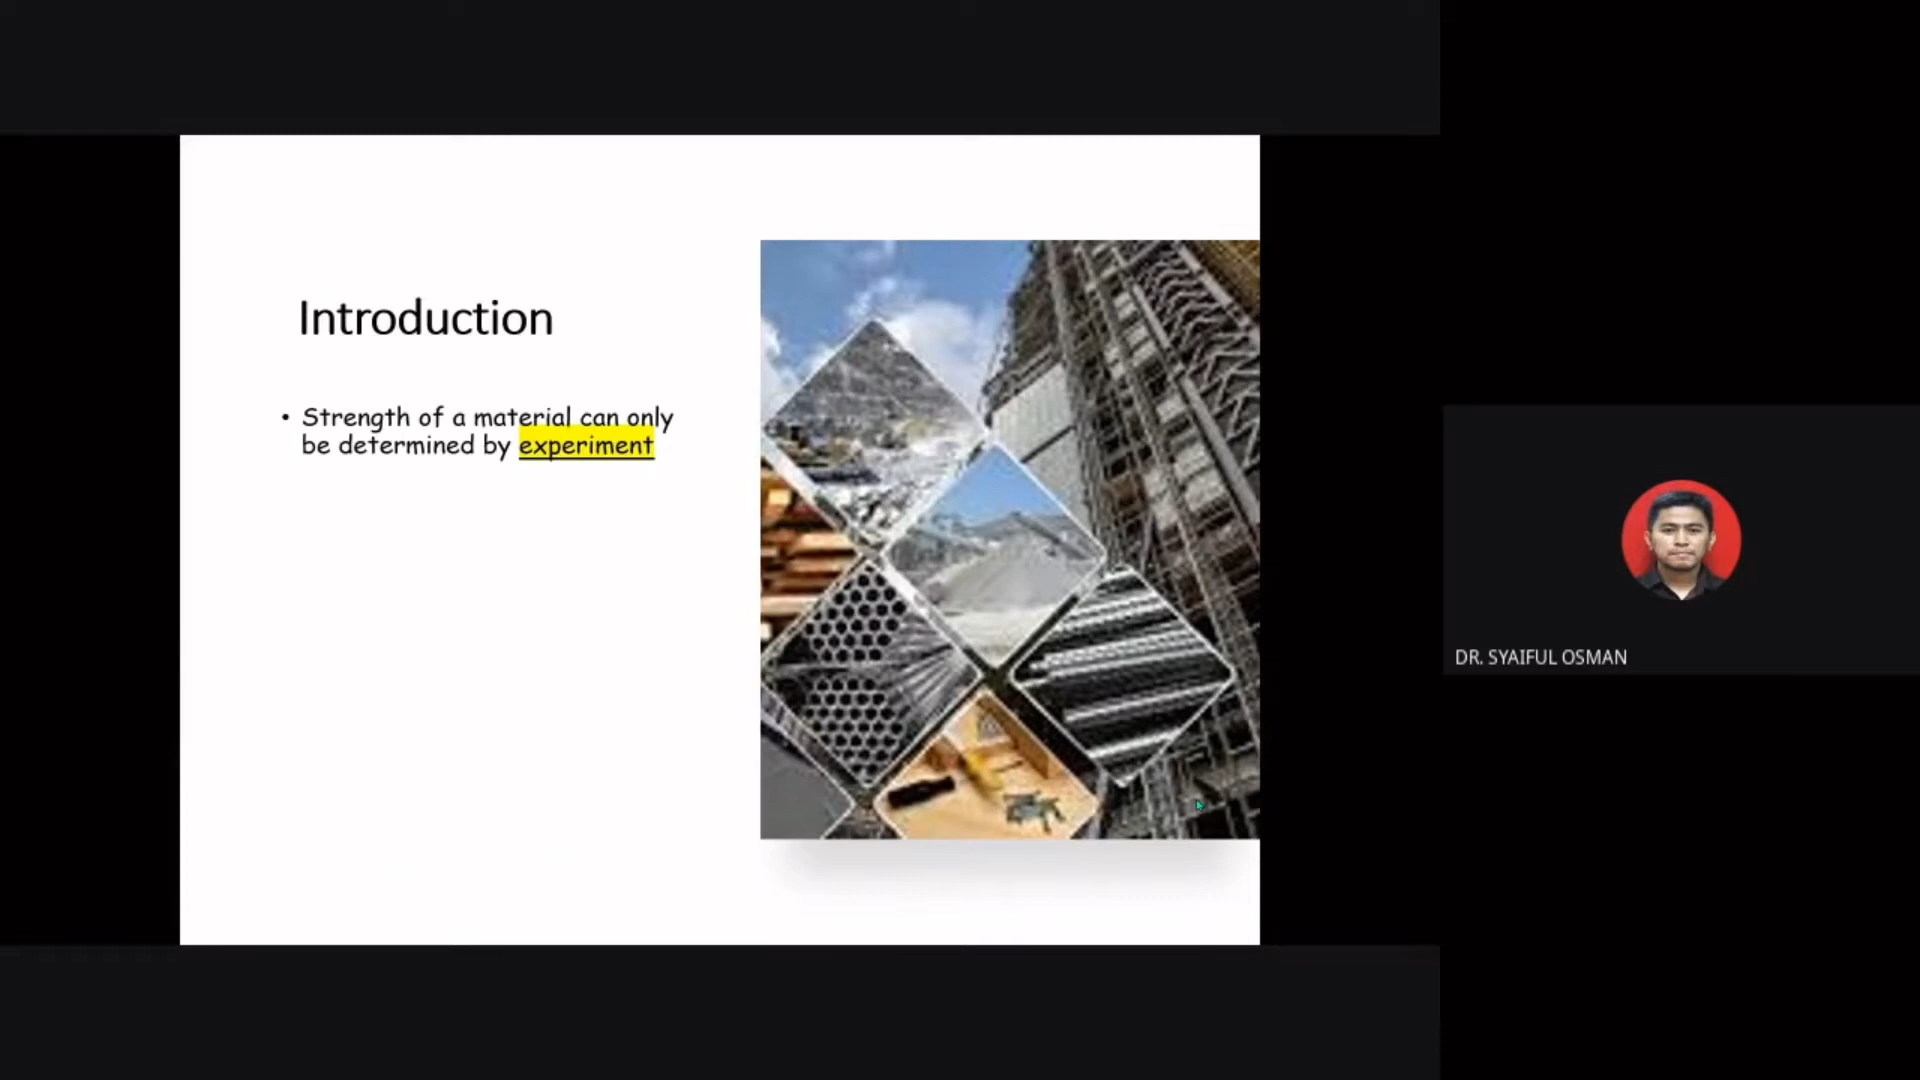 Introduction
• Strength of a material can only
be determined by experiment
DR. SYAIFUL OSMAN